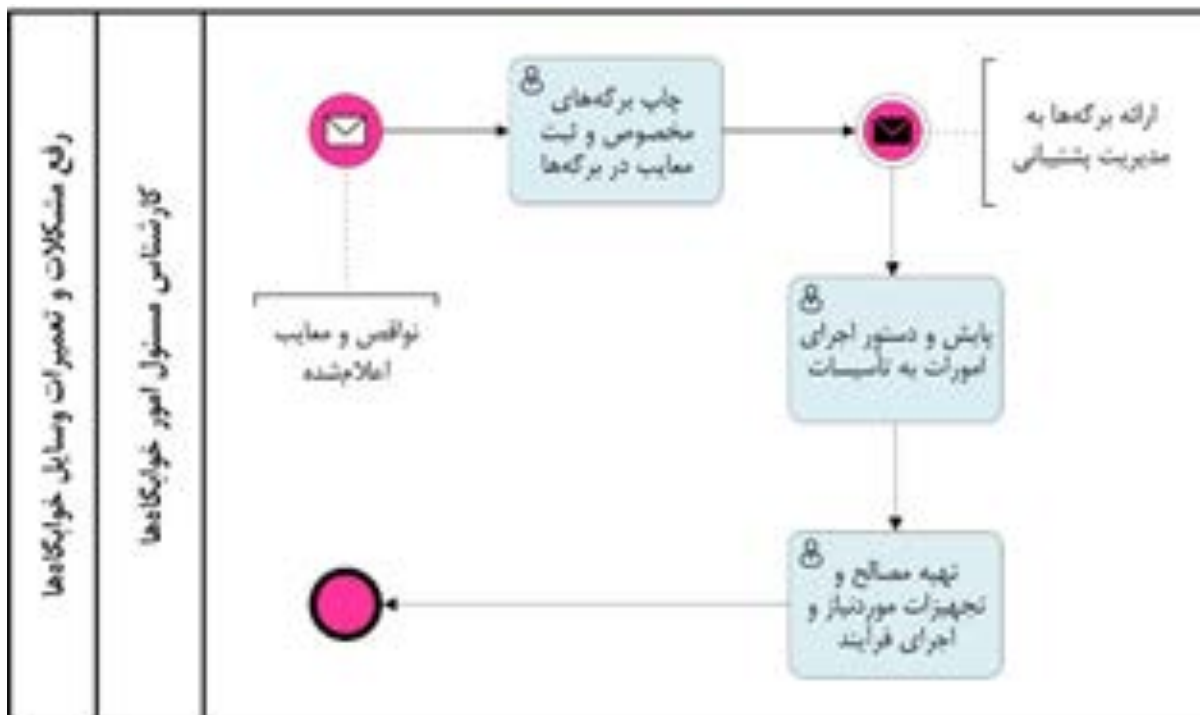 رفع مشکلات و تعمیرات وسایل خوابگاه‌ها
کارشناس مسئول امور خوابگاه‌ها
نواقص و معایب
اعلام‌شده
چاپ برگه‌های
مخصوص و ثبت
معایب در برگه‌ها
ارائه برگه‌ها به
مدیریت پشتیبانی
پایش و دستور اجرای
امورات به تأسیسات
تهیه مصالح و
تجهیزات موردنیاز و
اجرای فرآیند